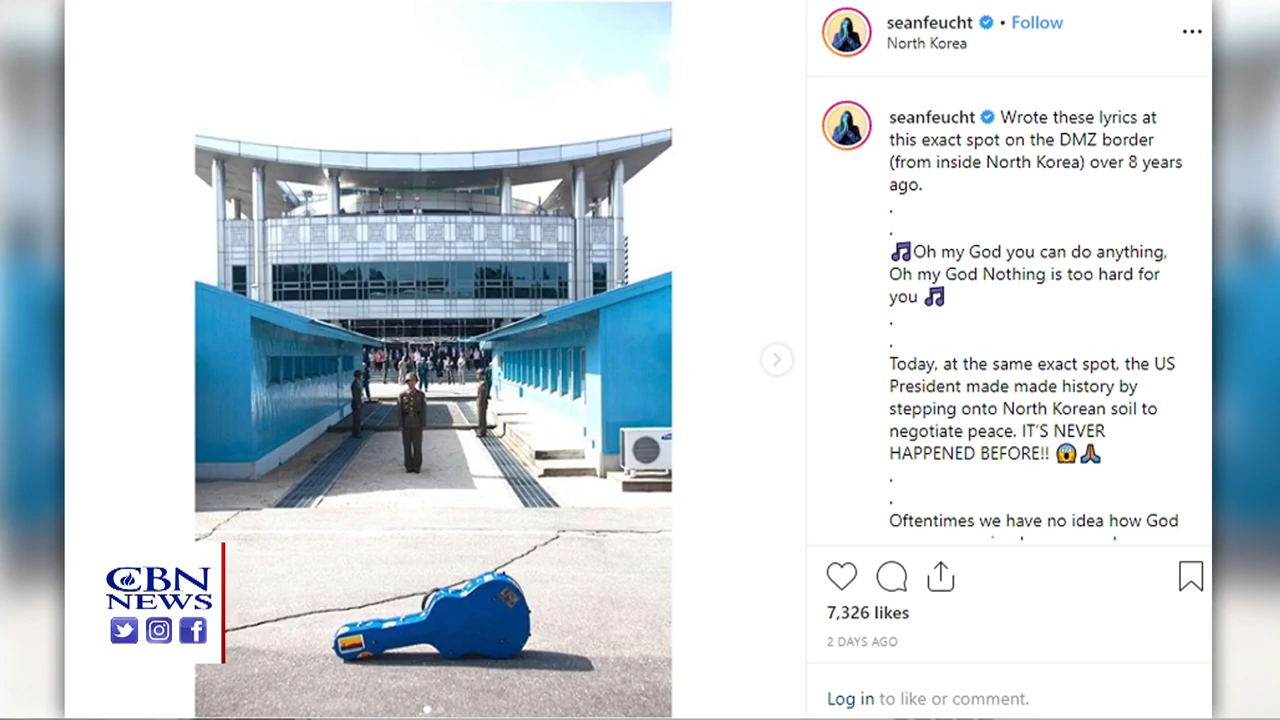 seanfeucht • Follow
North Korea
seanfeucht Wrote these lyrics at
this exact spot on the DMZ border
(from inside North Korea) over 8 years
ago.
.
.
🎵Oh my God you can do anything,
Oh my God Nothing is too hard for
you 🎵
.
.
Today, at the same exact spot, the US
President made made history by
stepping onto North Korean soil to
negotiate peace. IT'S NEVER
HAPPENED BEFORE!! 😱🙏🏾
.
.
Oftentimes we have no idea how God
7,326 likes
2 DAYS AGO
Log in to like or comment.
CBN
NEWS